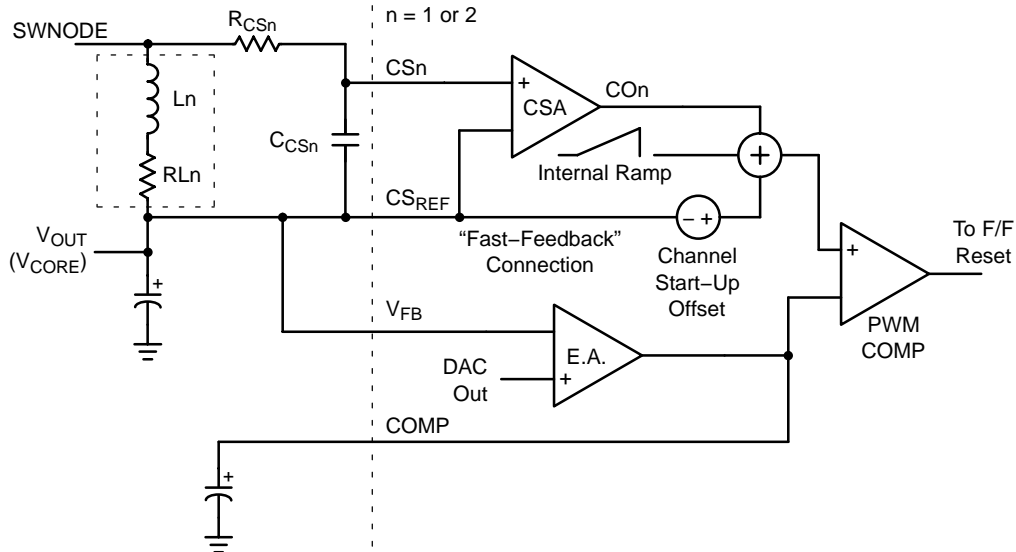 n = 1 or 2
SWNODE
RCSn
CSn
COn
+
CSA
Ln
CCSn
RLn
Internal Ramp
+
CSREF
- +
VOUT
(VCORE)
+
"Fast-Feedback"
Connection
Channel
Start-Up
Offset
To F/F
Reset
+
PWM
COMP
VFB
E.A.
DAC
Out
+
COMP
+